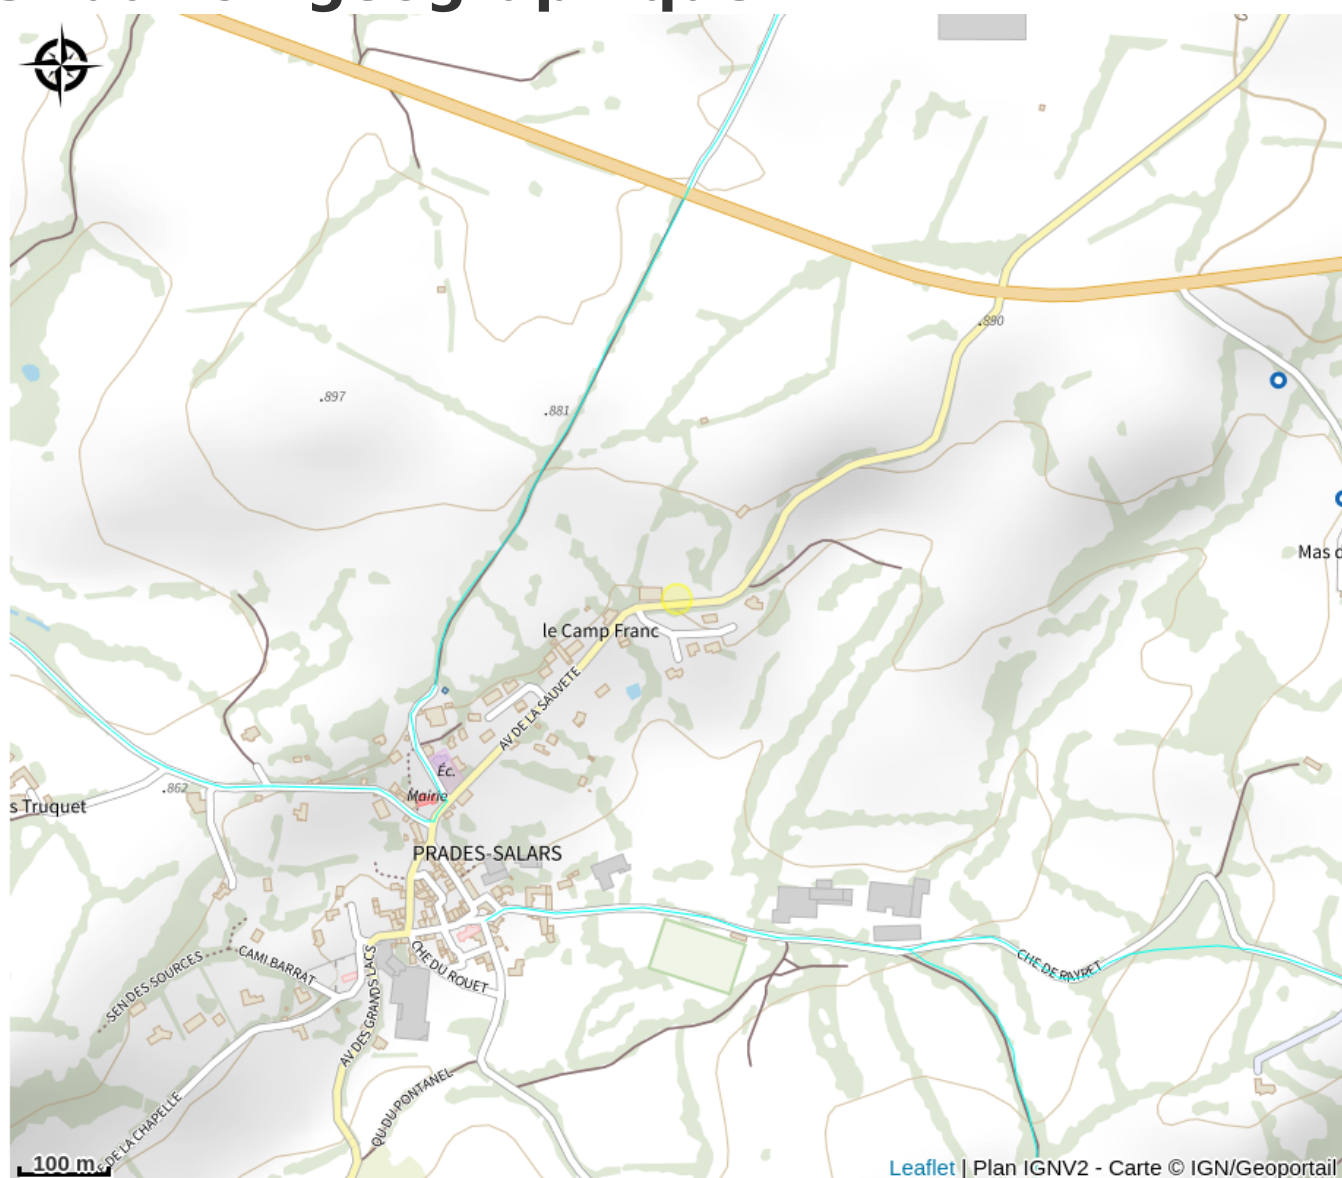 .890
.897
.881
Mas d
le Camp Franc
AV DE LA SAUVETE
Éc.
.862
Mairie
s Truquet
PRADES-SALARS
CHE DU ROUET
CAMI BARRAT
SEN DES SOURCES
CHE DE PAYRET
AV DES GRANDS LACS
QU DU PONTANEL
DE LA CHAPELLE
100 m
Leaflet | Plan IGNV2 - Carte © IGN/Geoportail